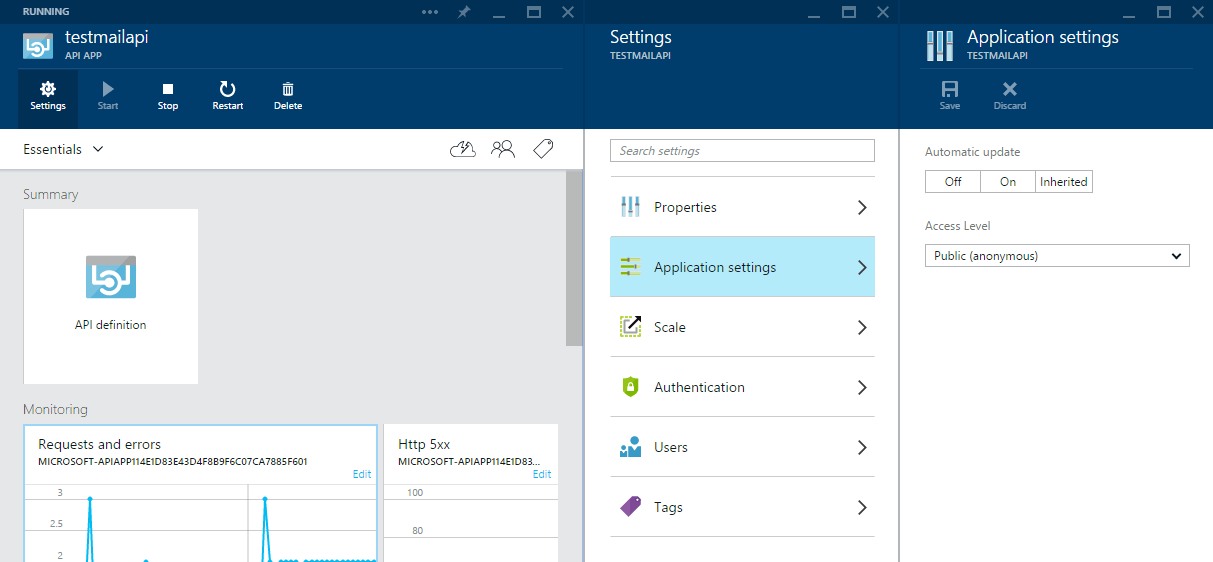 RUNNING
testmailapi
API APP
Settings
Start
Stop
Restart
Delete
Essentials
Summary
API definition
Monitoring
Requests and errors
MICROSOFT-APIAPP114E1D83E43D4F8B9F6C07CA7885F601
Edit
3
2.5
2
Http 5xx
MICROSOFT-APIAPP114E1D83...
Edit
100
80
Settings
TESTMAILAPI
Search settings
Properties
Application settings
Scale
Authentication
Users
Tags
Application settings
TESTMAILAPI
Save
Discard
Automatic update
Off
On
Inherited
Access Level
Public (anonymous)